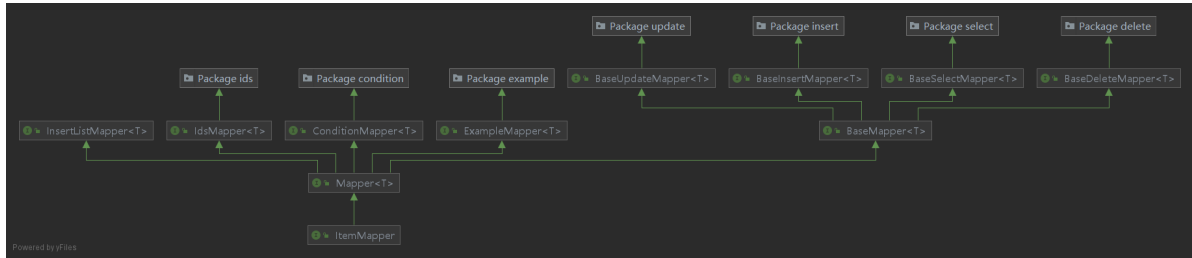 Package update
Package insert
Package select
Package delete
Package ids
Package condition
Package example
BaseUpdateMapper<T>
BaseInsertMapper<T>
BaseSelectMapper<T>
BaseDeleteMapper<T>
InsertListMapper<T>
IdsMapper<T>
ConditionMapper<T>
ExampleMapper<T>
BaseMapper<T>
Mapper<T>
ItemMapper
Powered by yFiles